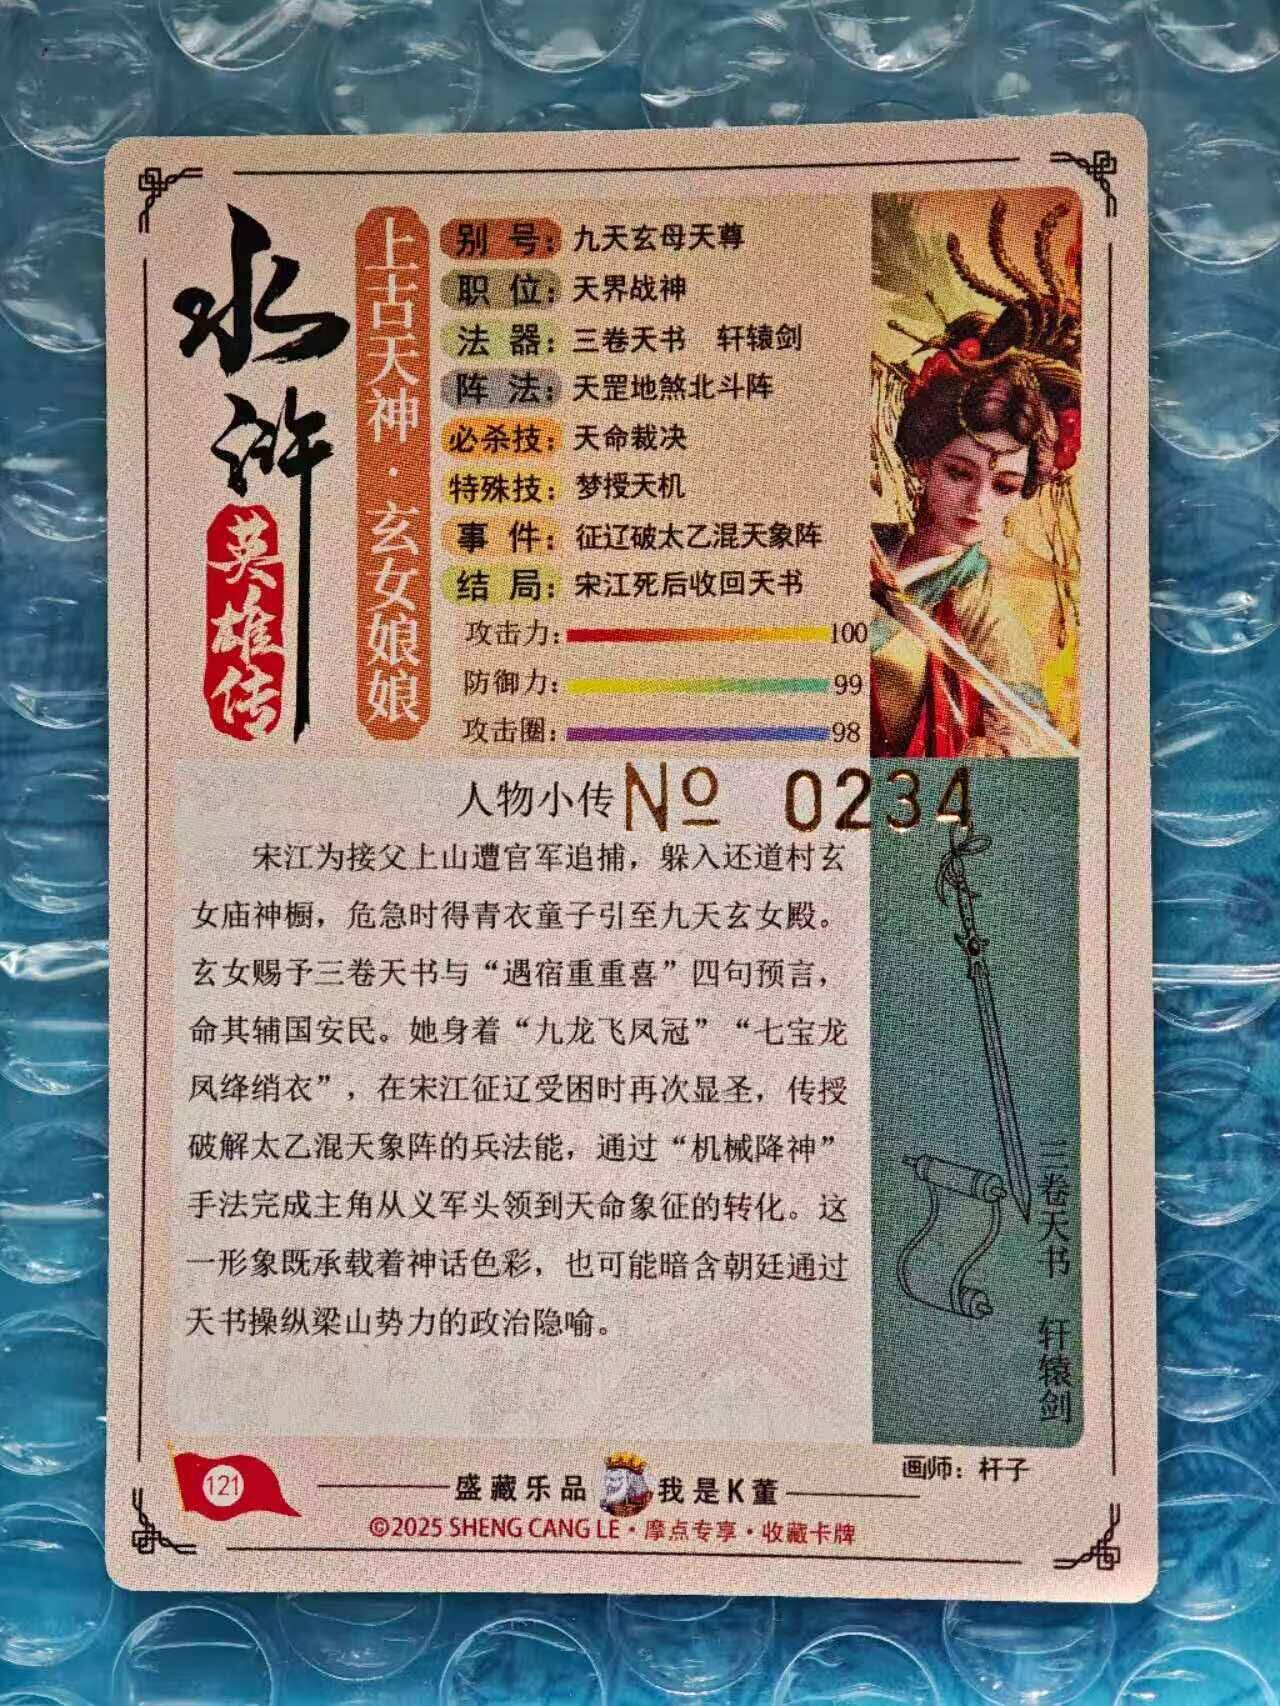 水浒
英雄传
上古天神·玄女娘娘
别号：九天玄母天尊
职位：天界战神
法器：三卷天书 轩辕剑
阵法：天罡地煞北斗阵
必杀技：天命裁决
特殊技：梦授天机
事件：征辽破太乙混天象阵
结局：宋江死后收回天书
攻击力：100
防御力：99
攻击圈：98
人物小传 № 0234
宋江为接父上山遭官军追捕，躲入还道村玄
女庙神橱，危急时得青衣童子引至九天玄女殿。
玄女赐予三卷天书与“遇宿重重喜”四句预言，
命其辅国安民。她身着“九龙飞凤冠”“七宝龙
凤绛绡衣”，在宋江征辽受困时再次显圣，传授
破解太乙混天象阵的兵法能，通过“机械降神”
手法完成主角从义军头领到天命象征的转化。这
一形象既承载着神话色彩，也可能暗含朝廷通过
天书操纵梁山势力的政治隐喻。
三卷天书 轩辕剑
121
盛藏乐品 我是K董
画师：杆子
©2025 SHENG CANG LE·摩点专享·收藏卡牌